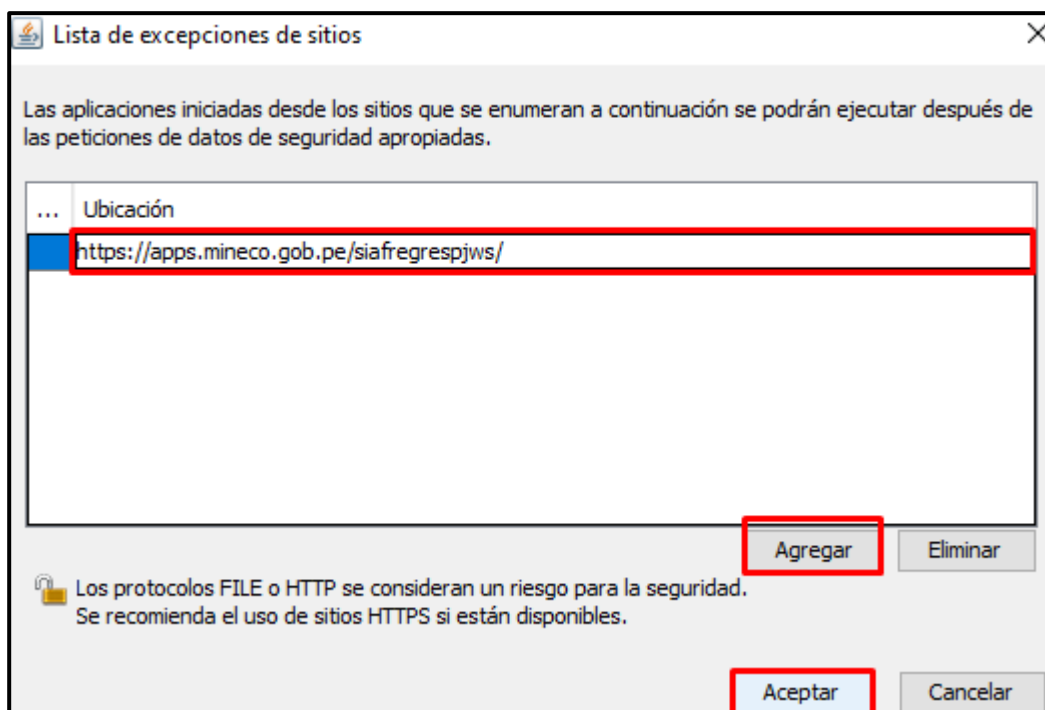 Lista de excepciones de sitios
Las aplicaciones iniciadas desde los sitios que se enumeran a continuación se podrán ejecutar después de
las peticiones de datos de seguridad apropiadas.
... Ubicación
https://apps.mineco.gob.pe/siafregrespjws/
Agregar Eliminar
Los protocolos FILE o HTTP se consideran un riesgo para la seguridad.
Se recomienda el uso de sitios HTTPS si están disponibles.
Aceptar Cancelar